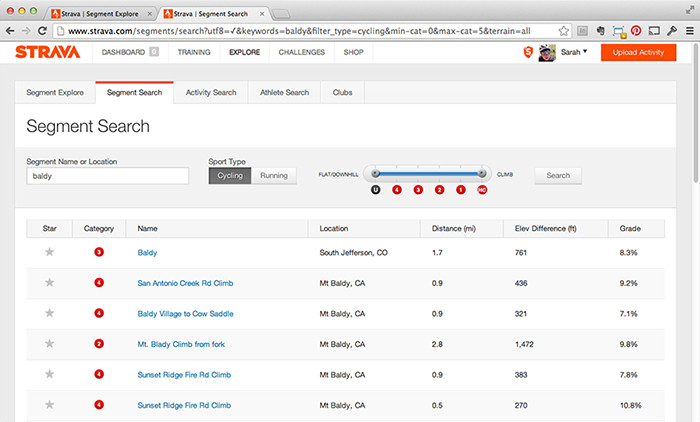 Strava | Segment Explore
Strava | Segment Search
www.strava.com/segments/search?utf8=✓&keywords=baldy&filter_type=cycling&min-cat=0&max-cat=5&terrain=all
STRAVA DASHBOARD 0 TRAINING EXPLORE CHALLENGES SHOP S Sarah Upload Activity
Segment Explore Segment Search Activity Search Athlete Search Clubs
Segment Search
Segment Name or Location Sport Type
baldy Cycling Running FLAT/DOWNHILL CLIMB Search
U 4 3 2 1 HC
Star Category Name Location Distance (mi) Elev Difference (ft) Grade
3 Baldy South Jefferson, CO 1.7 761 8.3%
4 San Antonio Creek Rd Climb Mt Baldy, CA 0.9 436 9.2%
4 Baldy Village to Cow Saddle Mt Baldy, CA 0.9 321 7.1%
2 Mt. Blady Climb from fork Mt Baldy, CA 2.8 1,472 9.8%
4 Sunset Ridge Fire Rd Climb Mt Baldy, CA 0.9 383 7.8%
4 Sunset Ridge Fire Rd Climb Mt Baldy, CA 0.5 270 10.8%